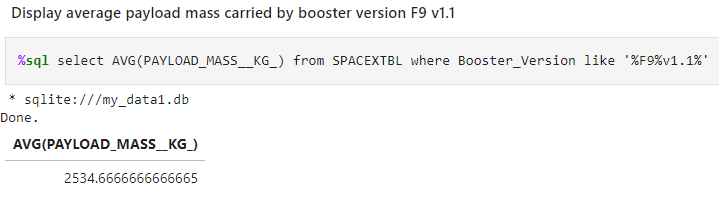 Display average payload mass carried by booster version F9 v1.1
%sql select AVG(PAYLOAD_MASS__KG_) from SPACEXTBL where Booster_Version like '%F9%v1.1%'
* sqlite:///my_data1.db
Done.
AVG(PAYLOAD_MASS__KG_)
2534.6666666666665